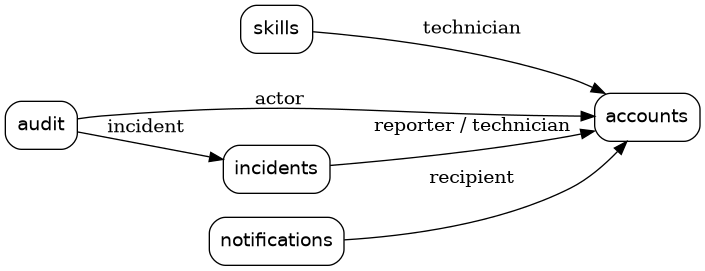 skills
technician
audit
actor
incident
accounts
reporter / technician
incidents
recipient
notifications